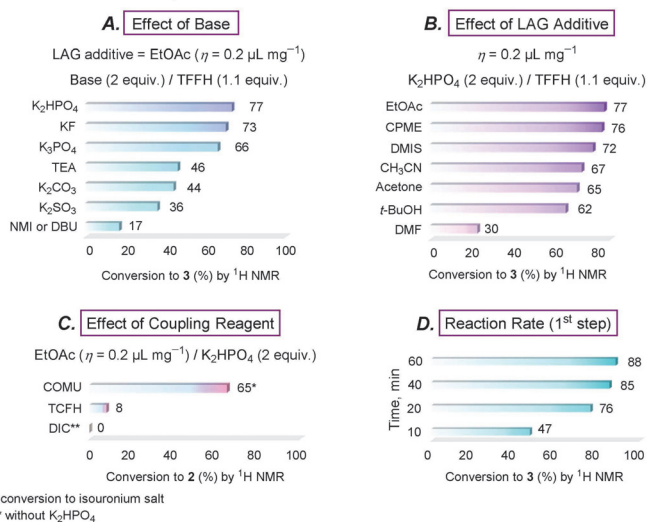 A. Effect of Base
LAG additive = EtOAc (η = 0.2 µL mg⁻¹)
Base (2 equiv.) / TFFH (1.1 equiv.)
K₂HPO₄ 77
KF 73
K₃PO₄ 66
TEA 46
K₂CO₃ 44
K₂SO₃ 36
NMI or DBU 17
0 20 40 60 80 100
Conversion to 3 (%) by ¹H NMR
B. Effect of LAG Additive
η = 0.2 µL mg⁻¹
K₂HPO₄ (2 equiv.) / TFFH (1.1 equiv.)
EtOAc 77
CPME 76
DMIS 72
CH₃CN 67
Acetone 65
t-BuOH 62
DMF 30
0 20 40 60 80
Conversion to 3 (%) by ¹H NMR
C. Effect of Coupling Reagent
EtOAc (η = 0.2 µL mg⁻¹) / K₂HPO₄ (2 equiv.)
COMU 65*
TCFH 8
DIC** 0
0 20 40 60 80 100
Conversion to 2 (%) by ¹H NMR
conversion to isouronium salt
* without K₂HPO₄
D. Reaction Rate (1ˢᵗ step)
Time, min
60 88
40 85
20 76
10 47
0 20 40 60 80 100
Conversion to 3 (%) by ¹H NMR